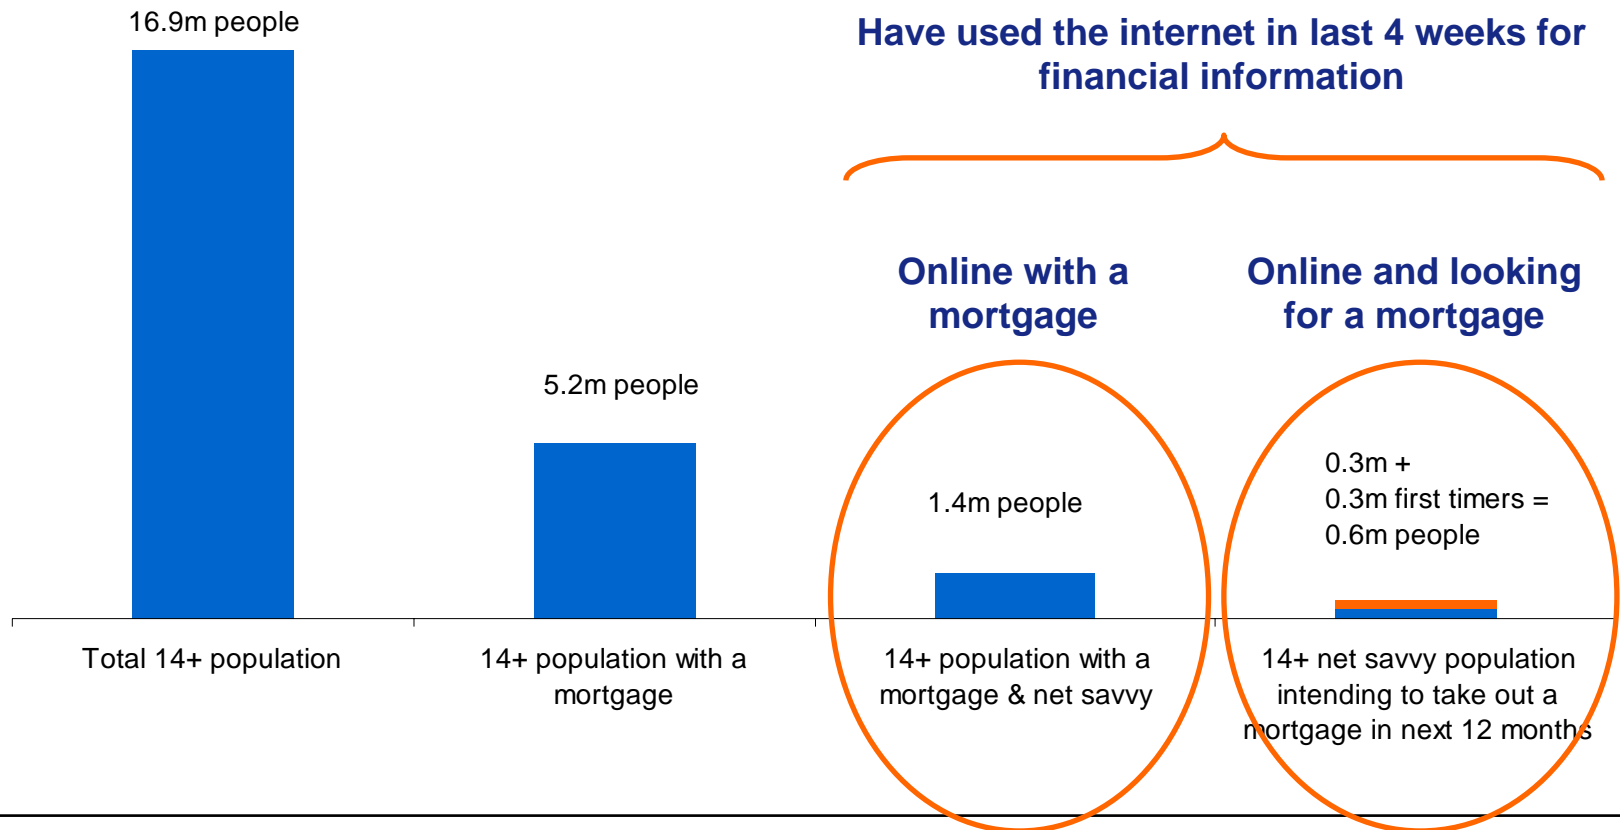 16.9m people
Have used the internet in last 4 weeks for
financial information
Online with a
mortgage
Online and looking
for a mortgage
5.2m people
1.4m people
0.3m +
0.3m first timers =
0.6m people
Total 14+ population
14+ population with a
mortgage
14+ population with a
mortgage & net savvy
14+ net savvy population
intending to take out a
mortgage in next 12 months